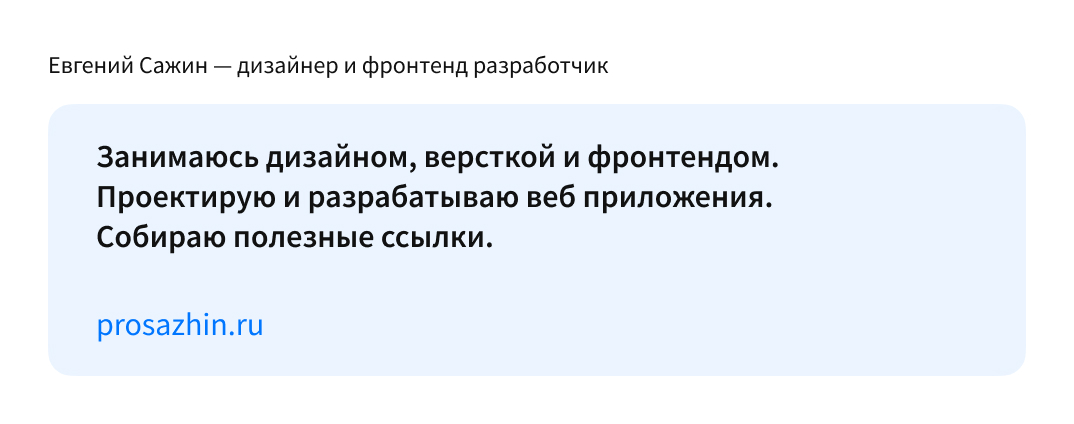 Евгений Сажин — дизайнер и фронтенд разработчик
Занимаюсь дизайном, версткой и фронтендом.
Проектирую и разрабатываю веб приложения.
Собираю полезные ссылки.
prosazhin.ru